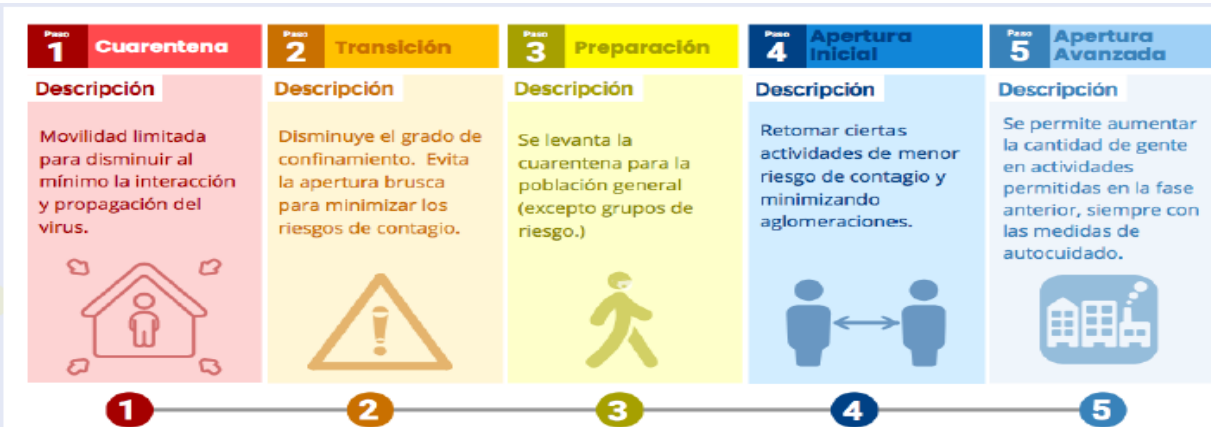 Paso
1 Cuarentena
Descripción
Movilidad limitada
para disminuir al
mínimo la interacción
y propagación del
virus.
Paso
2 Transición
Descripción
Disminuye el grado de
confinamiento. Evita
la apertura brusca
para minimizar los
riesgos de contagio.
Paso
3 Preparación
Descripción
Se levanta la
cuarentena para la
población general
(excepto grupos de
riesgo.)
Paso
4 Apertura
Inicial
Descripción
Retomar ciertas
actividades de menor
riesgo de contagio y
minimizando
aglomeraciones.
Paso
5 Apertura
Avanzada
Descripción
Se permite aumentar
la cantidad de gente
en actividades
permitidas en la fase
anterior, siempre con
las medidas de
autocuidado.
1
2
3
4
5